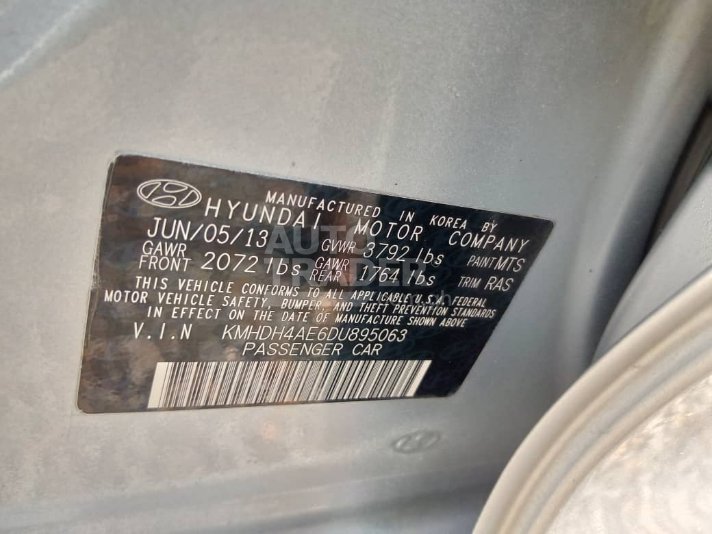 MANUFACTURED IN KOREA BY
HYUNDAI MOTOR COMPANY
JUN/05/13 GVWR 3792 lbs PAINT MTS
GAWR FRONT 2072 lbs GAWR REAR 1764 lbs TRIM RAS
THIS VEHICLE CONFORMS TO ALL APPLICABLE U.S.A. FEDERAL
MOTOR VEHICLE SAFETY, BUMPER, AND THEFT PREVENTION STANDARDS
IN EFFECT ON THE DATE OF MANUFACTURE SHOWN ABOVE.
V.I.N KMHDH4AE6DU895063
PASSENGER CAR
AUTO
TRADER